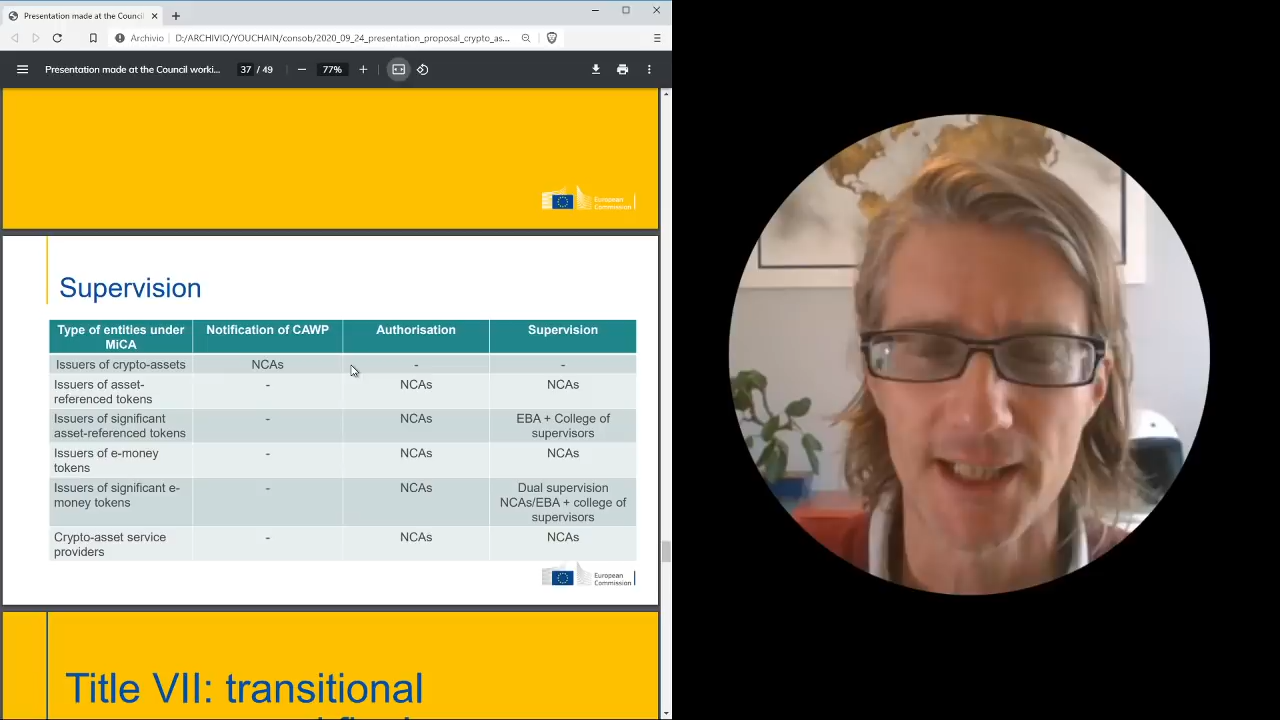 Presentation made at the Council
Archivio
D:/ARCHIVIO/YOUCHAIN/consob/2020_09_24_presentation_proposal_crypto_as...
Presentation made at the Council worki...
37 / 49
77%
European
Commission
Supervision
Type of entities under
MiCA
Notification of CAWP
Authorisation
Supervision
Issuers of crypto-assets
NCAs
-
-
Issuers of asset-
referenced tokens
-
NCAs
NCAs
Issuers of significant
asset-referenced tokens
-
NCAs
EBA + College of
supervisors
Issuers of e-money
tokens
-
NCAs
NCAs
Issuers of significant e-
money tokens
-
NCAs
Dual supervision
NCAs/EBA + college of
supervisors
Crypto-asset service
providers
-
NCAs
NCAs
European
Commission
Title VII: transitional